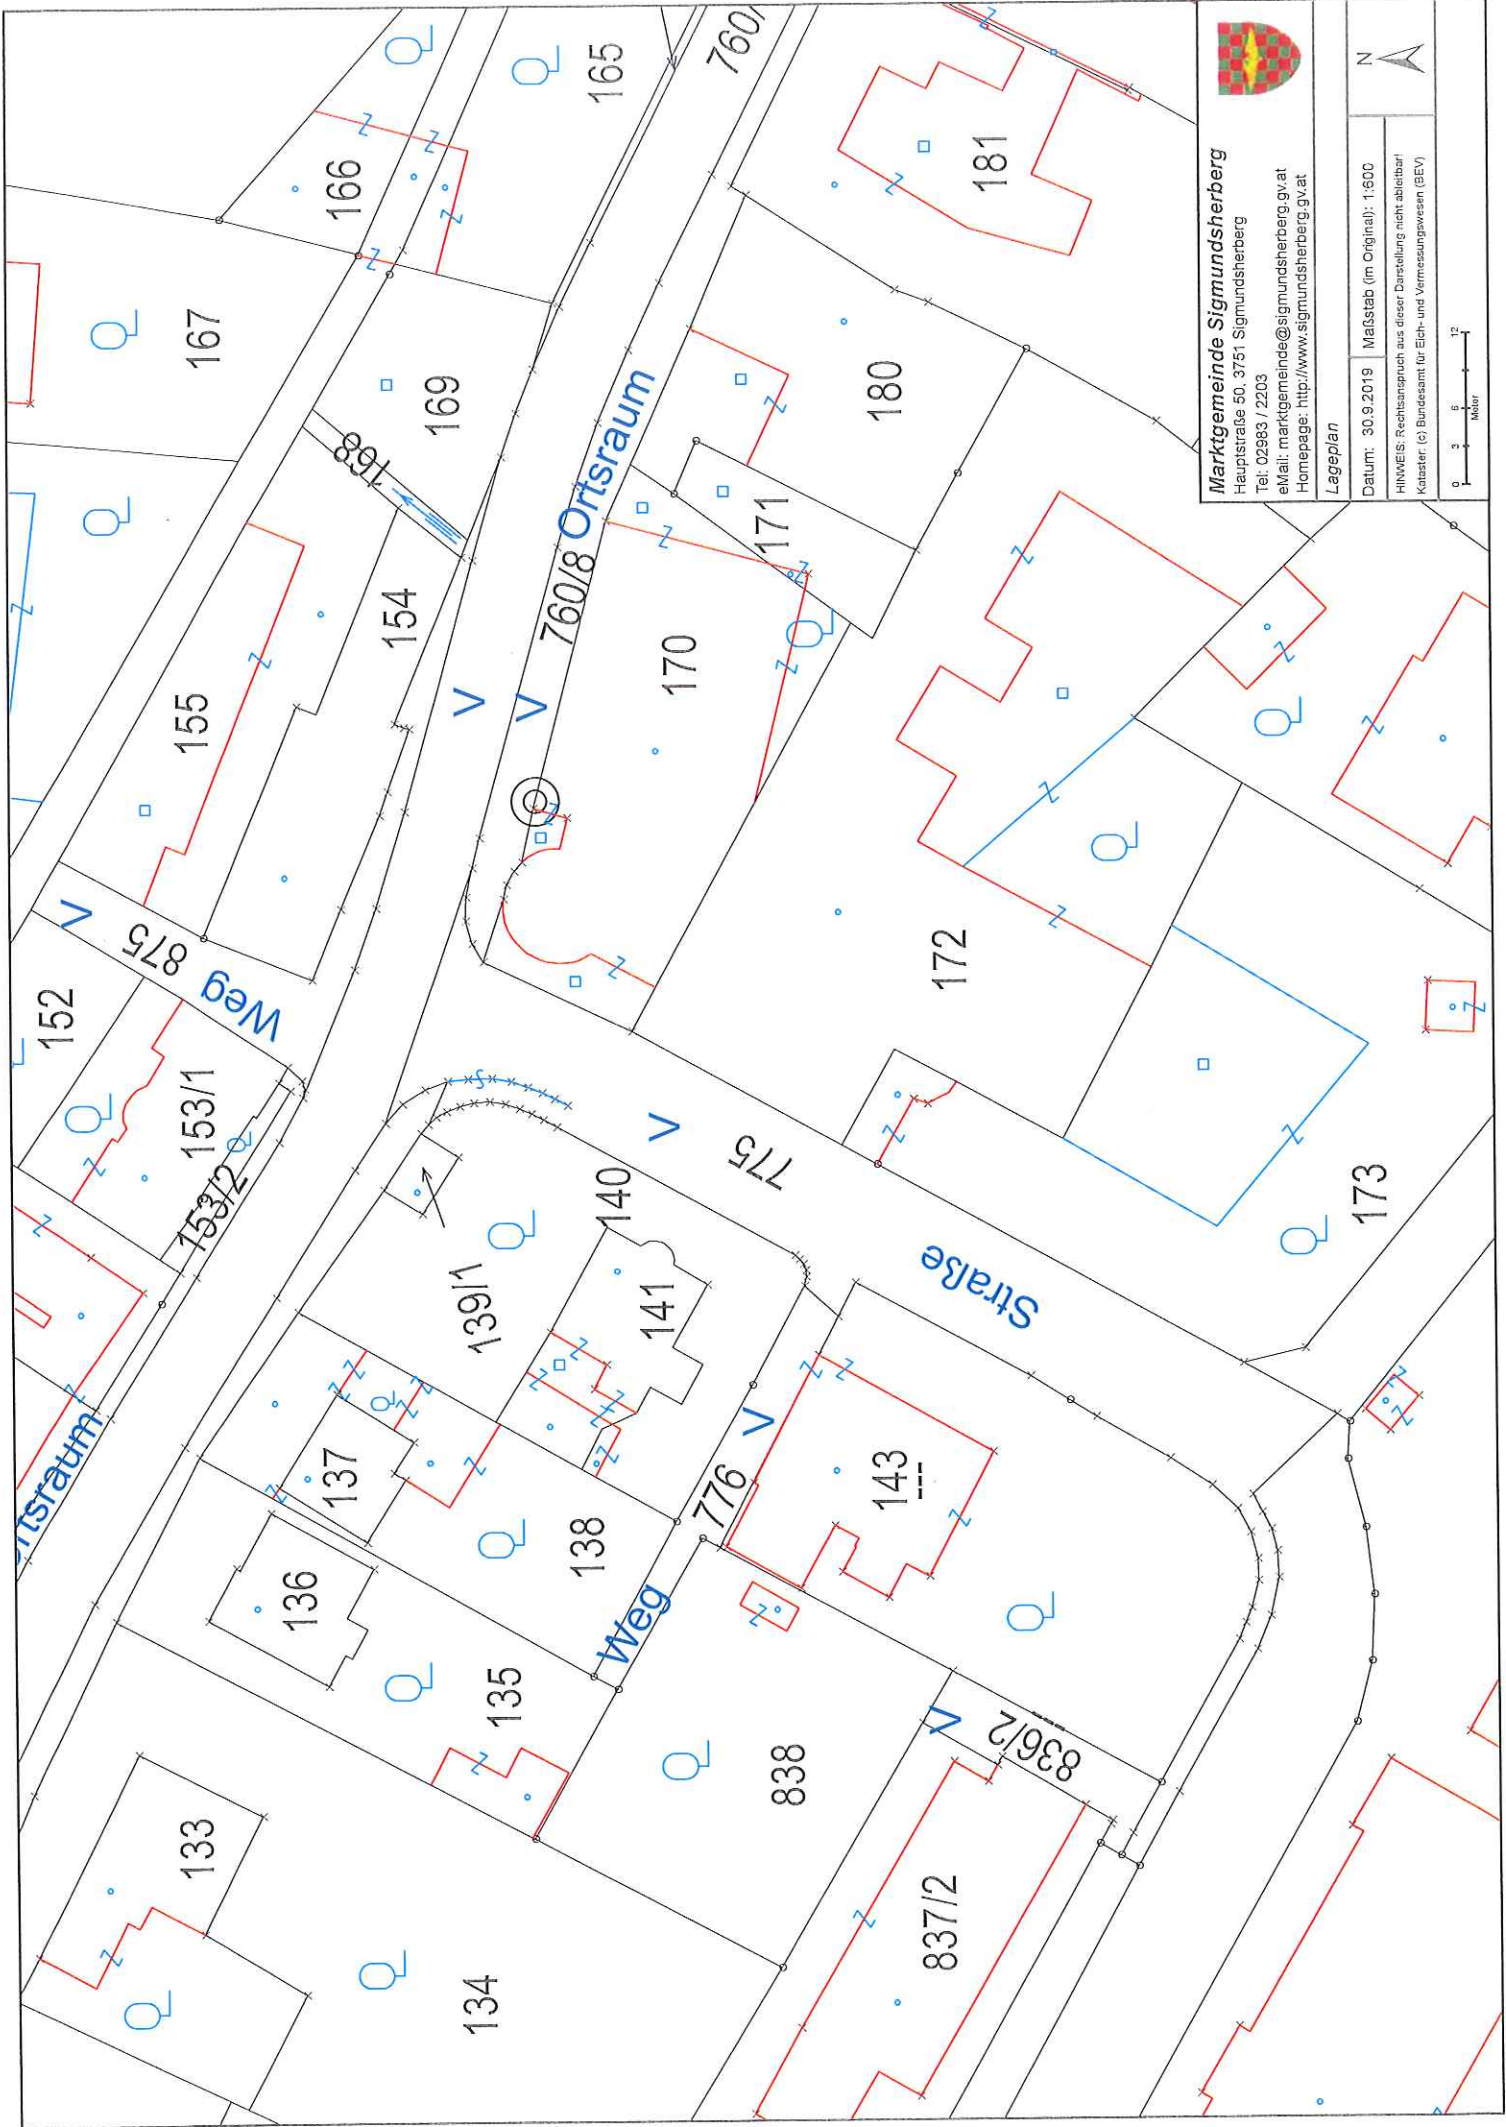 133
134
135
136
137
138
139/1
140
141
143
---
838
837/2
836/2
---
V
Weg
776
V
775
Straße
V
Ortsraum
153/2
153/1
152
Weg
875
V
155
154
168
167
166
165
169
V
V
760/8 Ortsraum
760/
170
171
172
173
180
181
Marktgemeinde Sigmundsherberg
Hauptstraße 50, 3751 Sigmundsherberg
Tel: 02983 / 2203
eMail: marktgemeinde@sigmundsherberg.gv.at
Homepage: http://www.sigmundsherberg.gv.at
Lageplan
Datum: 30.9.2019 Maßstab (im Original): 1:600
N
HINWEIS: Rechtsanspruch aus dieser Darstellung nicht ableitbar!
Kataster: (c) Bundesamt für Eich- und Vermessungswesen (BEV)
0 3 6 12
Meter